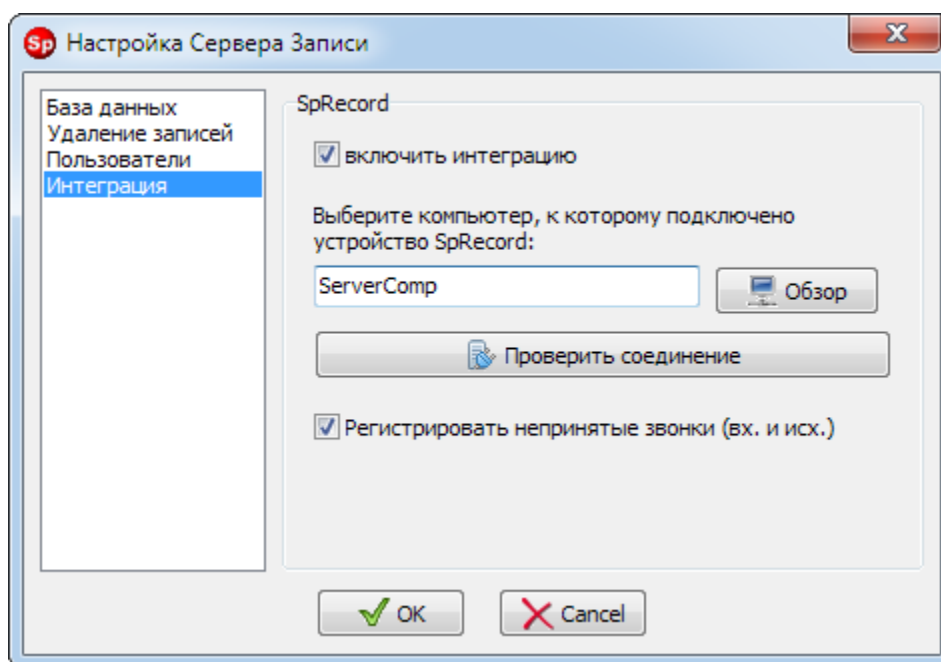 Sp Настройка Сервера Записи
База данных
Удаление записей
Пользователи
Интеграция
SpRecord
включить интеграцию
Выберите компьютер, к которому подключено
устройство SpRecord:
ServerComp
Обзор
Проверить соединение
Регистрировать непринятые звонки (вх. и исх.)
OK
Cancel